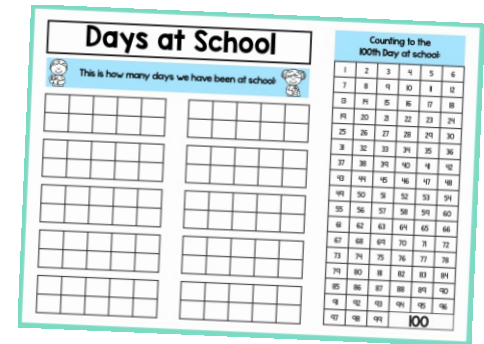 Days at School
This is how many days we have been at school:
Counting to the
100th Day at school:
1 2 3 4 5 6
7 8 9 10 11 12
13 14 15 16 17 18
19 20 21 22 23 24
25 26 27 28 29 30
31 32 33 34 35 36
37 38 39 40 41 42
43 44 45 46 47 48
49 50 51 52 53 54
55 56 57 58 59 60
61 62 63 64 65 66
67 68 69 70 71 72
73 74 75 76 77 78
79 80 81 82 83 84
85 86 87 88 89 90
91 92 93 94 95 96
97 98 99 100